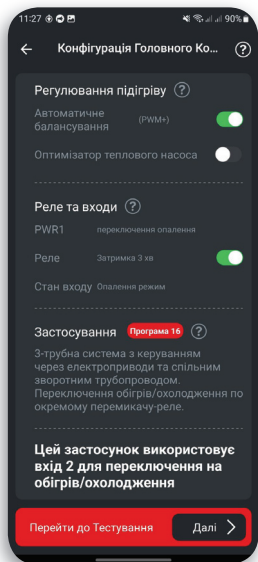 11:27 90%
Конфігурація Головного Ко...
Регулювання підігріву
Автоматичне балансування (PWM+)
Оптимізатор теплового насоса
Реле та входи
PWR1 переключення опалення
Реле Затримка 3 хв
Стан входу Опалення режим
Застосування Програма 16
3-трубна система з керуванням
через електроприводи та спільним
зворотним трубопроводом.
Переключення обігрів/охолодження по
окремому перемикачу-реле.
Цей застосунок використовує
вхід 2 для переключення на
обігрів/охолодження
Перейти до Тестування Далі